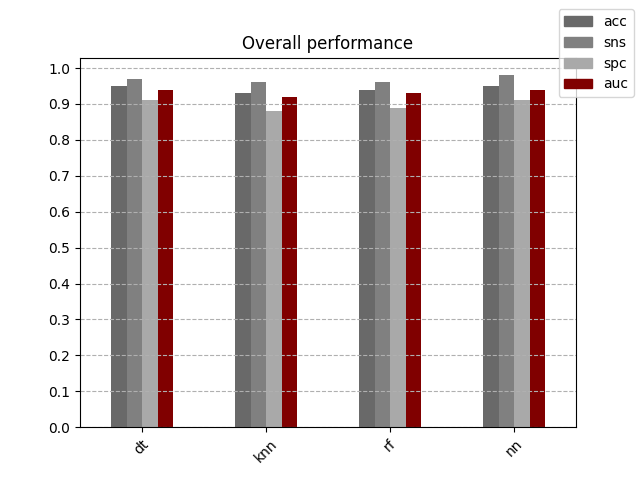 Overall performance
acc
sns
spc
auc
1.0
0.9
0.8
0.7
0.6
0.5
0.4
0.3
0.2
0.1
0.0
dt
knn
rf
nn